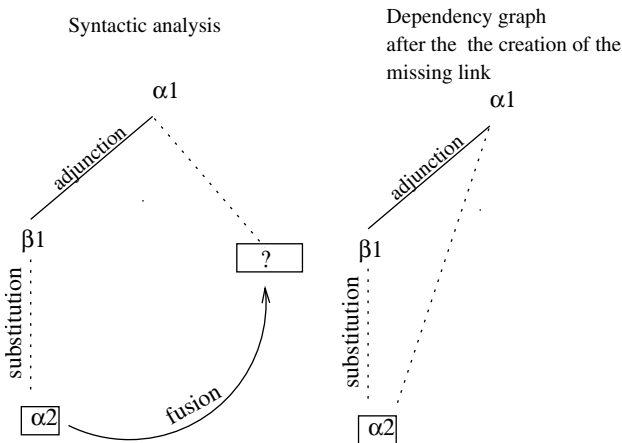 Syntactic analysis
α1
adjunction
β1
?
substitution
α2
fusion
Dependency graph
after the the creation of the
missing link
α1
adjunction
β1
substitution
α2